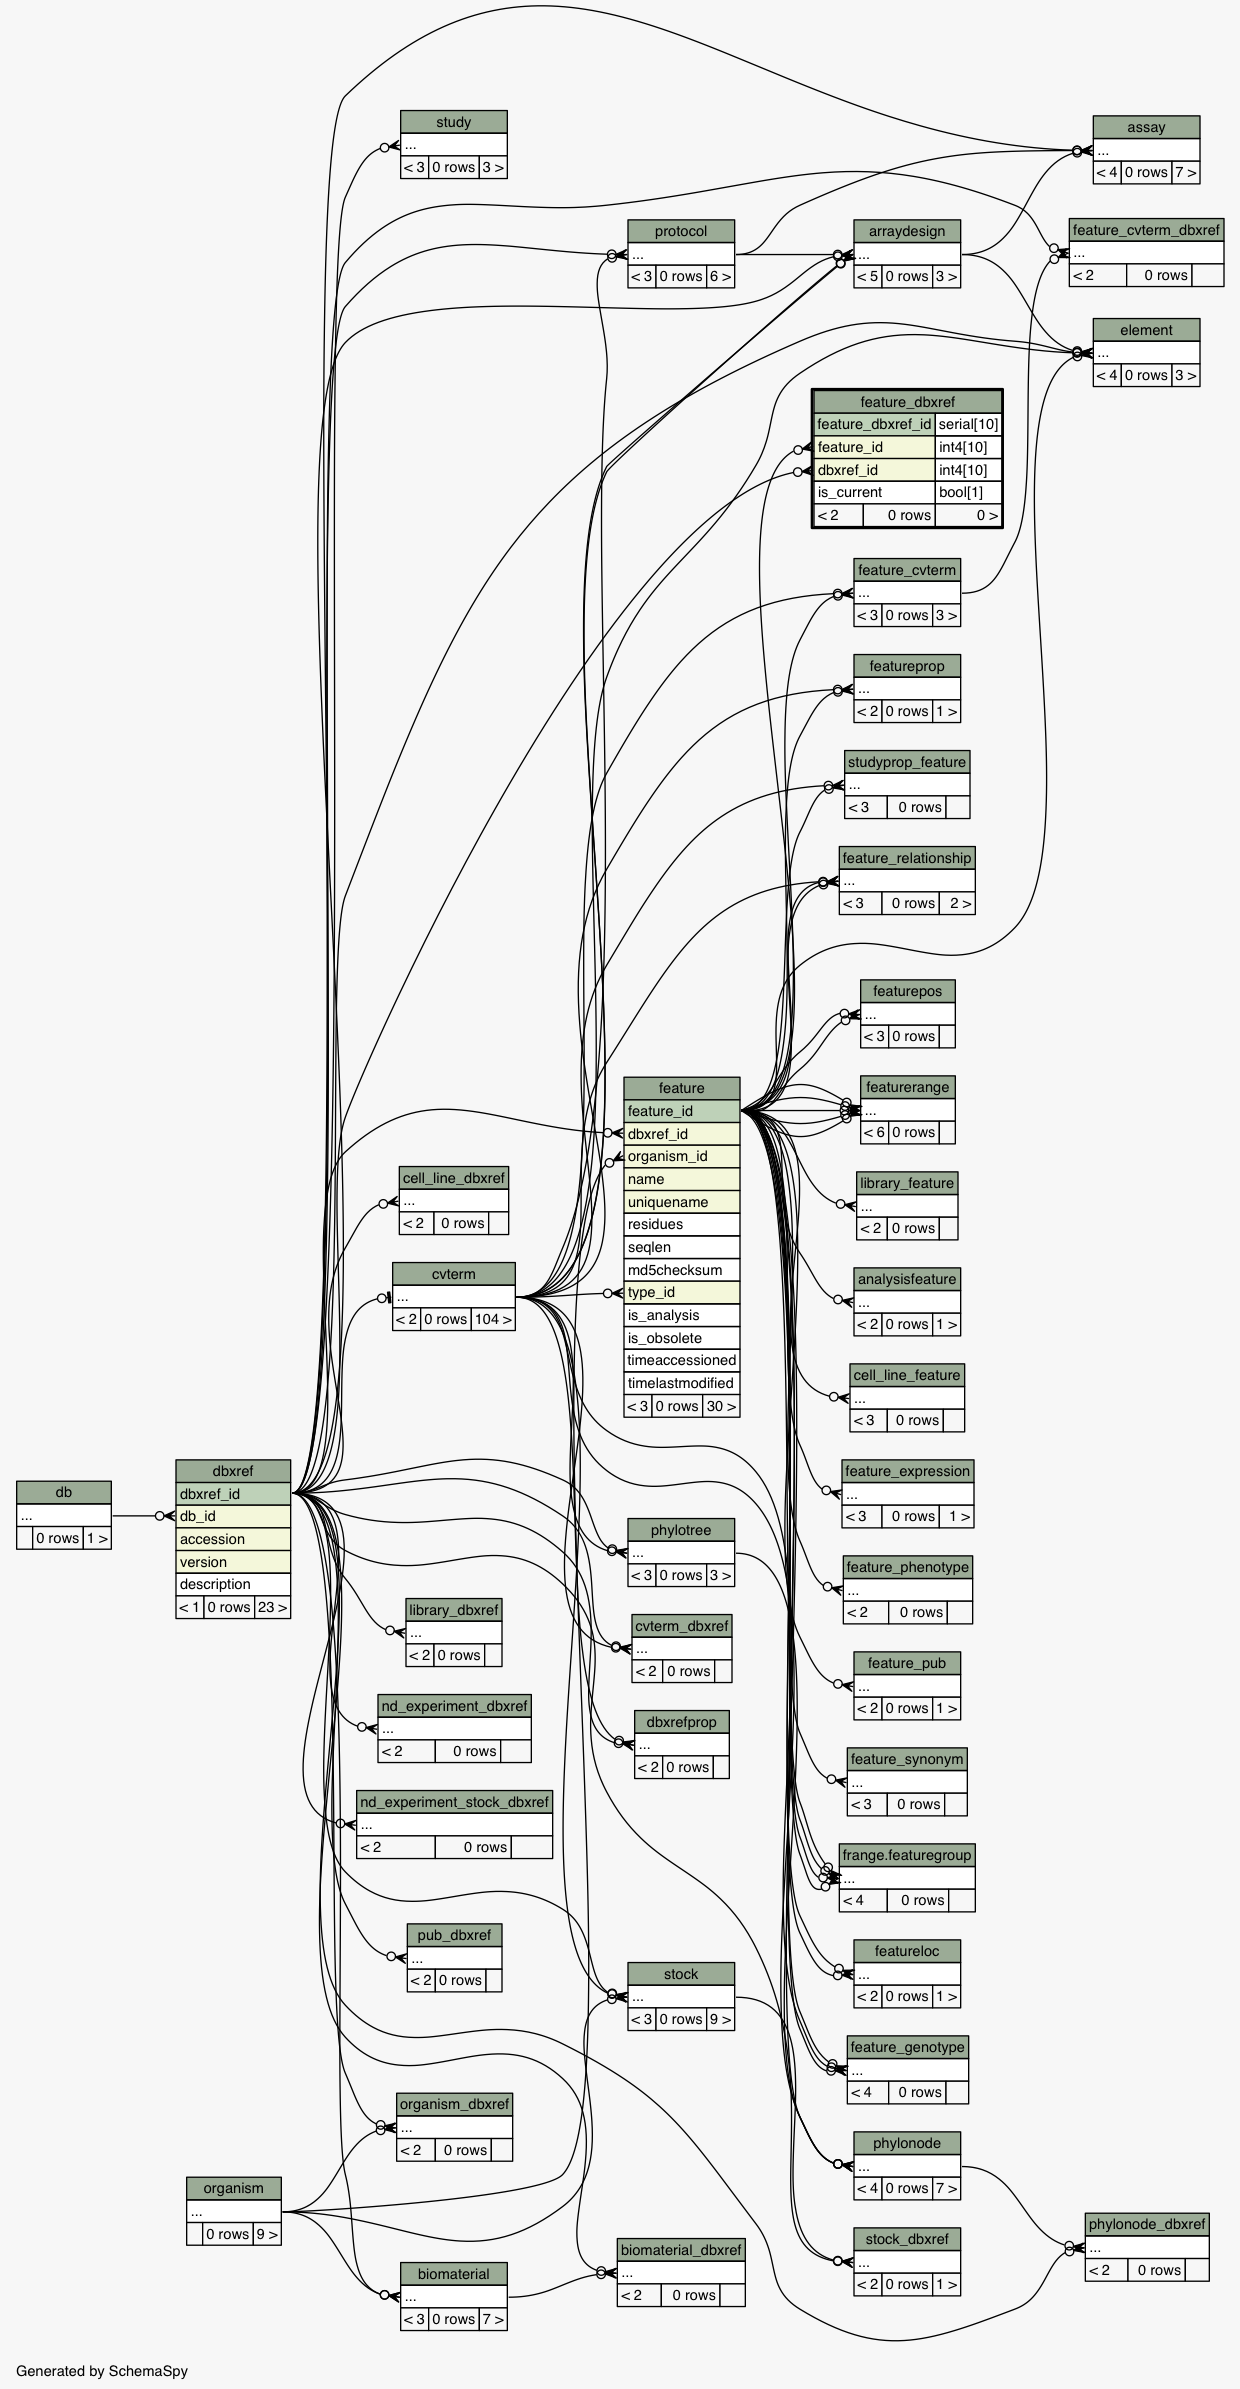 study
...
< 3 0 rows 3 >
assay
...
< 4 0 rows 7 >
protocol
...
< 3 0 rows 6 >
arraydesign
...
< 5 0 rows 3 >
feature_cvterm_dbxref
...
< 2 0 rows
element
...
< 4 0 rows 3 >
feature_dbxref
feature_dbxref_id serial[10]
feature_id int4[10]
dbxref_id int4[10]
is_current bool[1]
< 2 0 rows 0 >
feature_cvterm
...
< 3 0 rows 3 >
featureprop
...
< 2 0 rows 1 >
studyprop_feature
...
< 3 0 rows
feature_relationship
...
< 3 0 rows 2 >
featurepos
...
< 3 0 rows
featurerange
...
< 6 0 rows
feature
feature_id
dbxref_id
organism_id
name
uniquename
residues
seqlen
md5checksum
type_id
is_analysis
is_obsolete
timeaccessioned
timelastmodified
< 3 0 rows 30 >
cell_line_dbxref
...
< 2 0 rows
library_feature
...
< 2 0 rows
cvterm
...
< 2 0 rows 104 >
analysisfeature
...
< 2 0 rows 1 >
cell_line_feature
...
< 3 0 rows
dbxref
dbxref_id
db_id
accession
version
description
< 1 0 rows 23 >
db
...
0 rows 1 >
feature_expression
...
< 3 0 rows 1 >
phylotree
...
< 3 0 rows 3 >
feature_phenotype
...
< 2 0 rows
library_dbxref
...
< 2 0 rows
cvterm_dbxref
...
< 2 0 rows
feature_pub
...
< 2 0 rows 1 >
nd_experiment_dbxref
...
< 2 0 rows
dbxrefprop
...
< 2 0 rows
feature_synonym
...
< 3 0 rows
nd_experiment_stock_dbxref
...
< 2 0 rows
frange.featuregroup
...
< 4 0 rows
pub_dbxref
...
< 2 0 rows
featureloc
...
< 2 0 rows 1 >
stock
...
< 3 0 rows 9 >
feature_genotype
...
< 4 0 rows
organism_dbxref
...
< 2 0 rows
phylonode
...
< 4 0 rows 7 >
organism
...
0 rows 9 >
phylonode_dbxref
...
< 2 0 rows
stock_dbxref
...
< 2 0 rows 1 >
biomaterial_dbxref
...
< 2 0 rows
biomaterial
...
< 3 0 rows 7 >
Generated by SchemaSpy